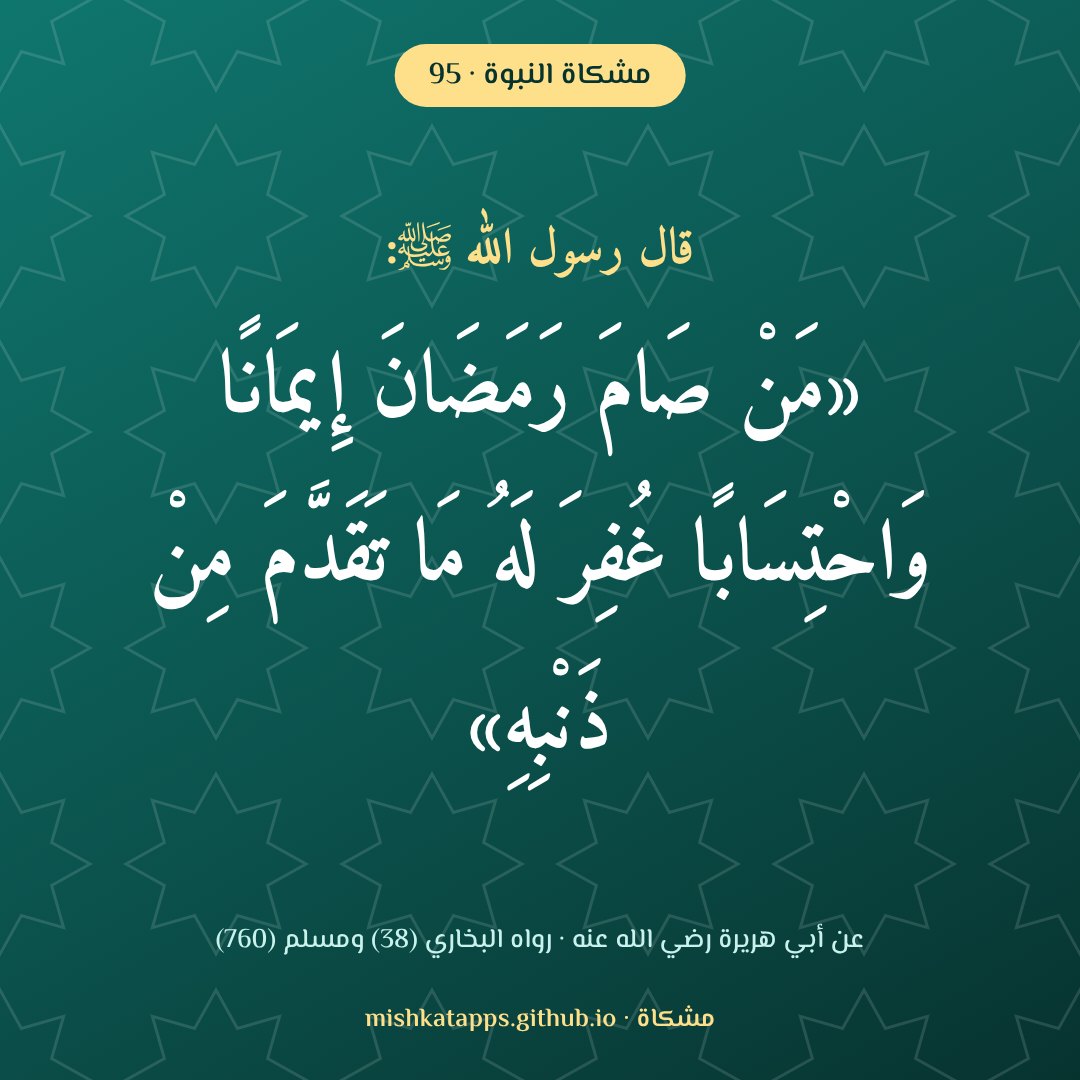 مشكاة النبوة · 95
قال رسول الله ﷺ:
«مَنْ صَامَ رَمَضَانَ إِيمَانًا
وَاحْتِسَابًا غُفِرَ لَهُ مَا تَقَدَّمَ مِنْ
ذَنْبِهِ»
عن أبي هريرة رضي الله عنه · رواه البخاري (38) ومسلم (760)
مشكاة · mishkatapps.github.io